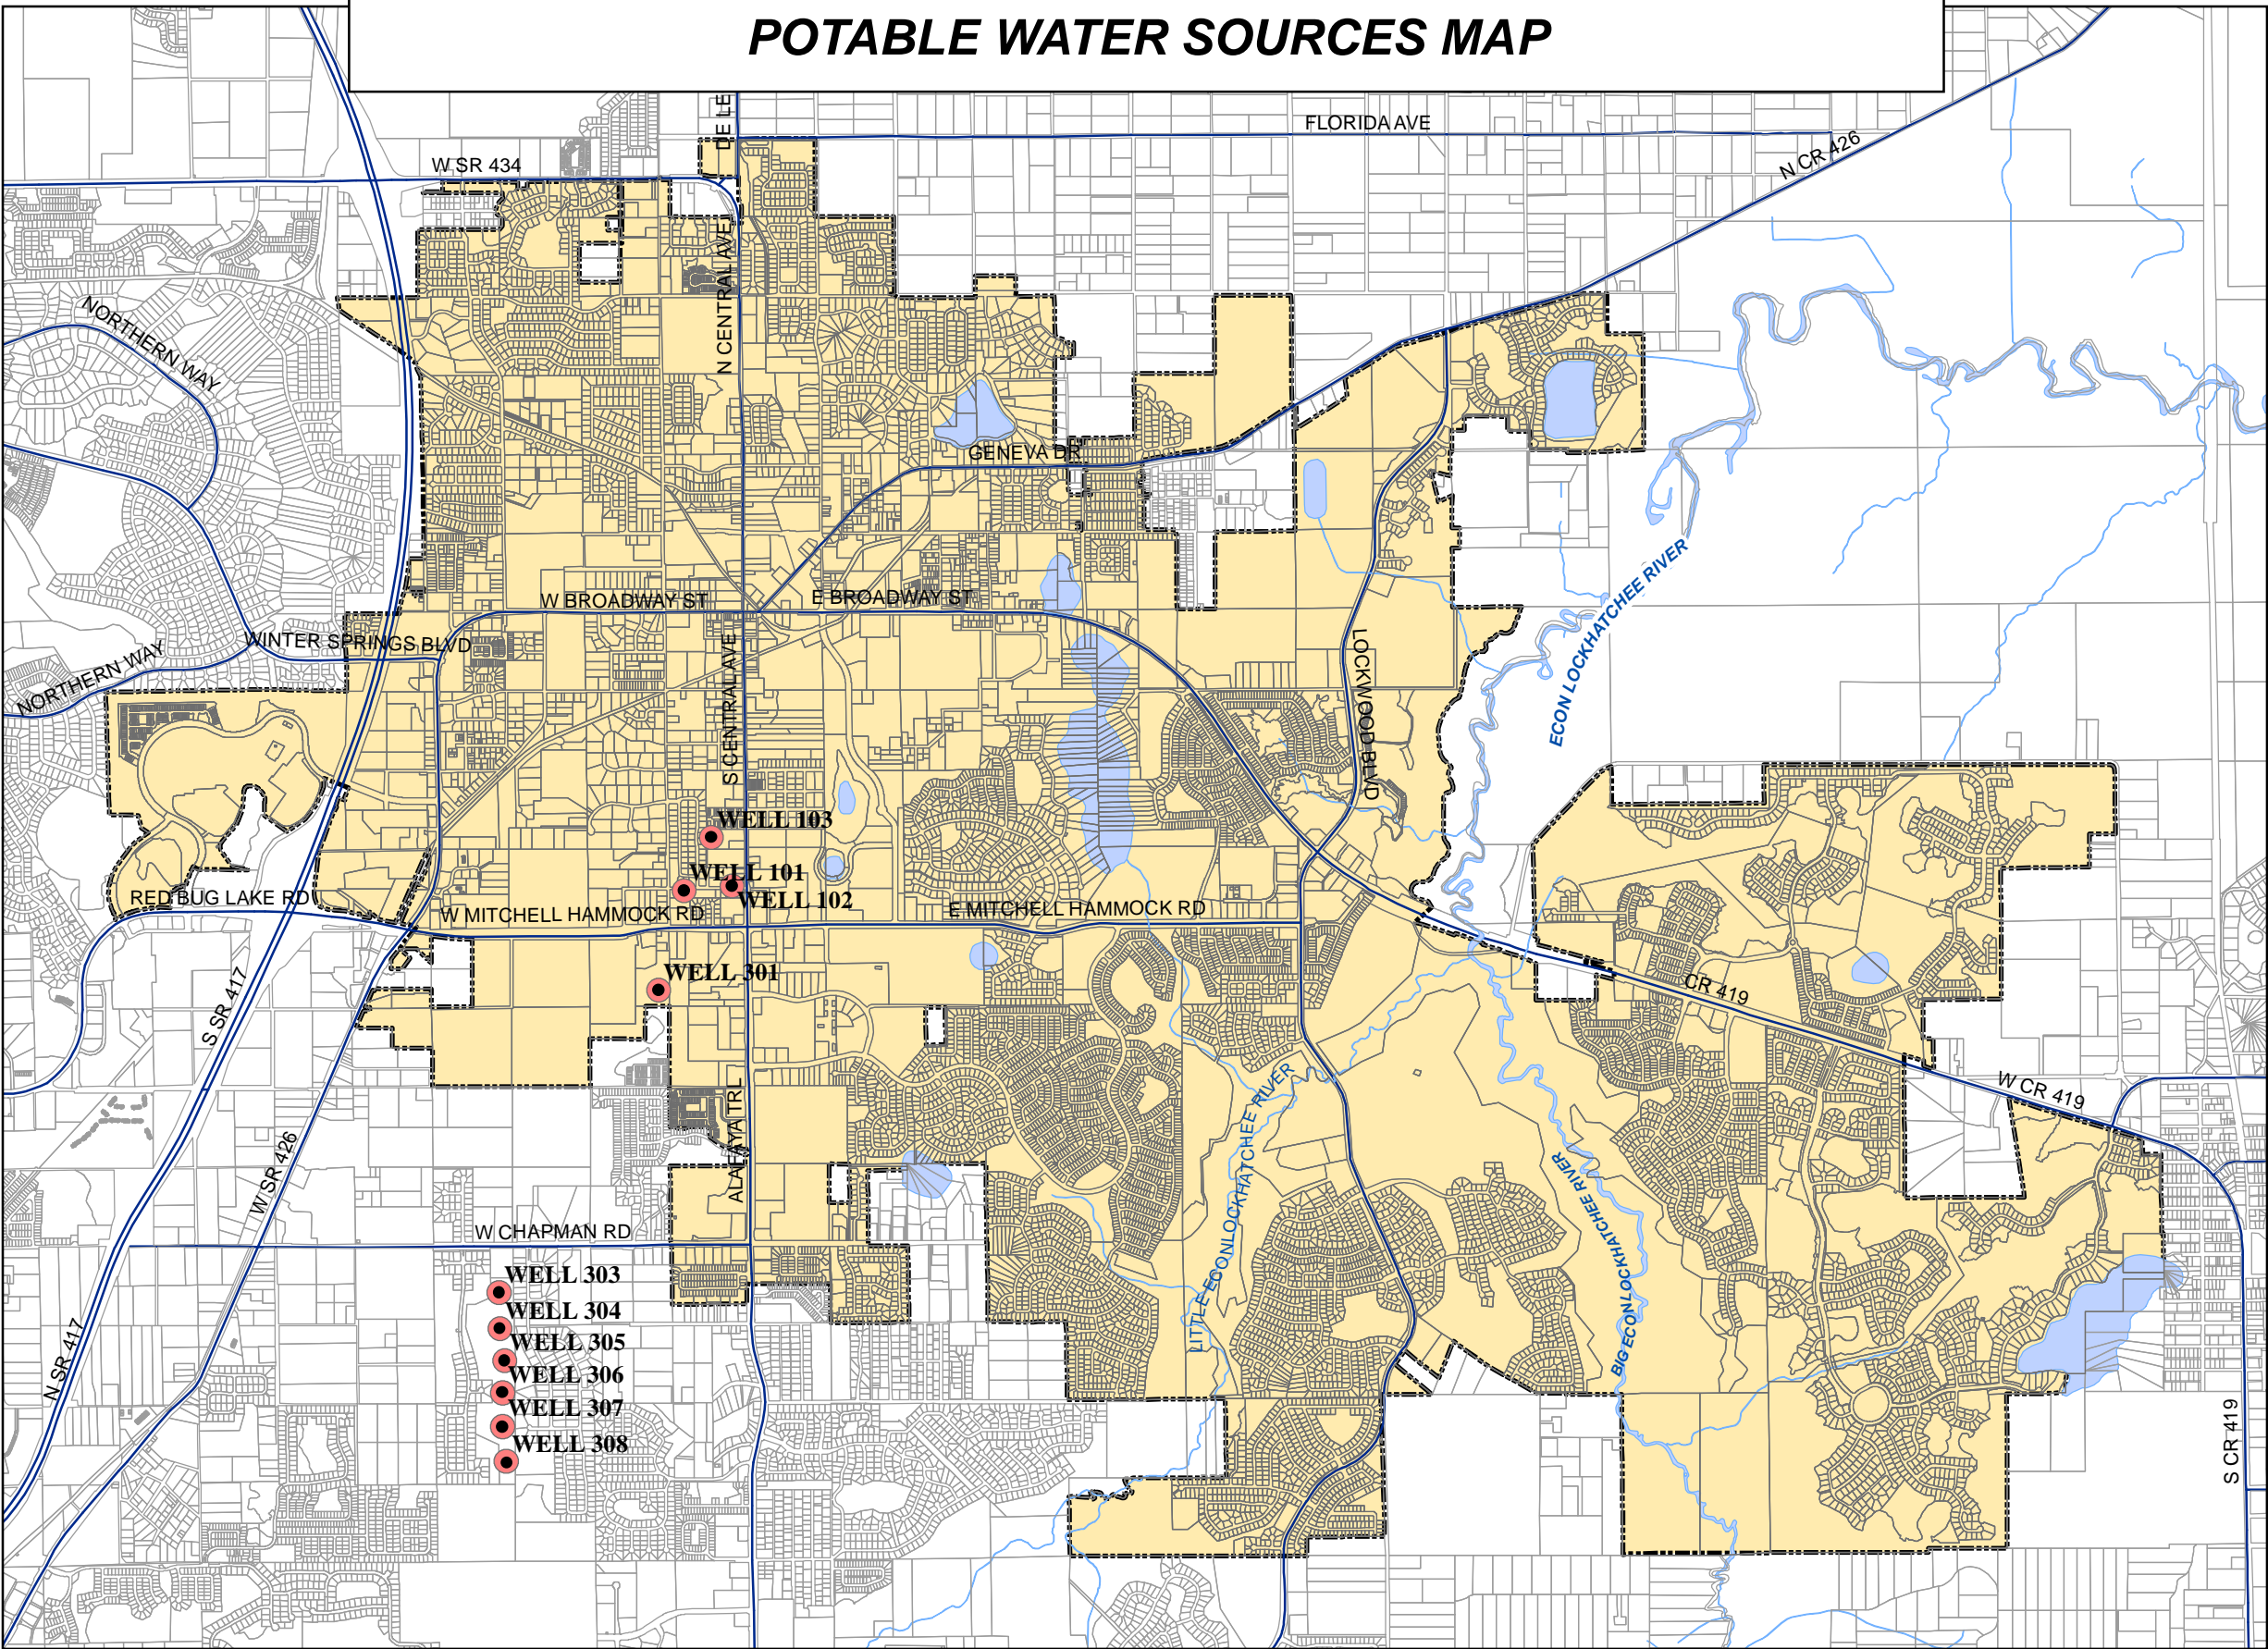 POTABLE WATER SOURCES MAP
DE LE
FLORIDA AVE
W SR 434
N CR 426
N CENTRAL AVE
NORTHERN WAY
GENEVA DR
W BROADWAY ST
E BROADWAY ST
ECON LOCKHATCHEE RIVER
WINTER SPRINGS BLVD
NORTHERN WAY
S CENTRAL AVE
LOCKWOOD BLVD
WELL 103
WELL 101
WELL 102
RED BUG LAKE RD
W MITCHELL HAMMOCK RD
E MITCHELL HAMMOCK RD
WELL 301
S SR 417
CR 419
W CR 419
ALAFAYA TRL
LITTLE ECONLOCKHATCHEE RIVER
W SR 426
BIG ECONLOCKHATCHEE RIVER
W CHAPMAN RD
WELL 303
WELL 304
WELL 305
WELL 306
WELL 307
WELL 308
N SR 417
S CR 419